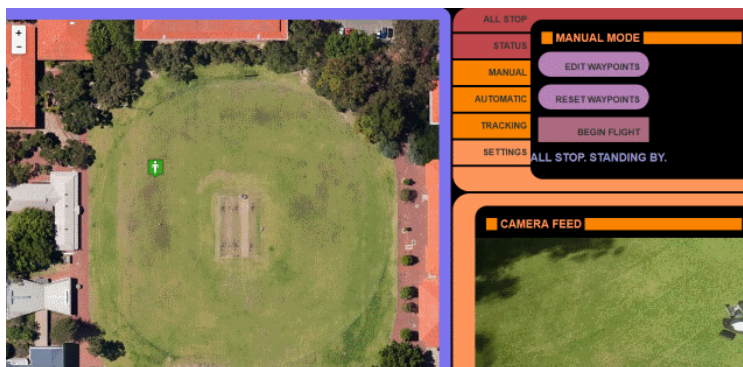 +
−
ALL STOP
STATUS
MANUAL
AUTOMATIC
TRACKING
SETTINGS
MANUAL MODE
EDIT WAYPOINTS
RESET WAYPOINTS
BEGIN FLIGHT
ALL STOP. STANDING BY.
CAMERA FEED